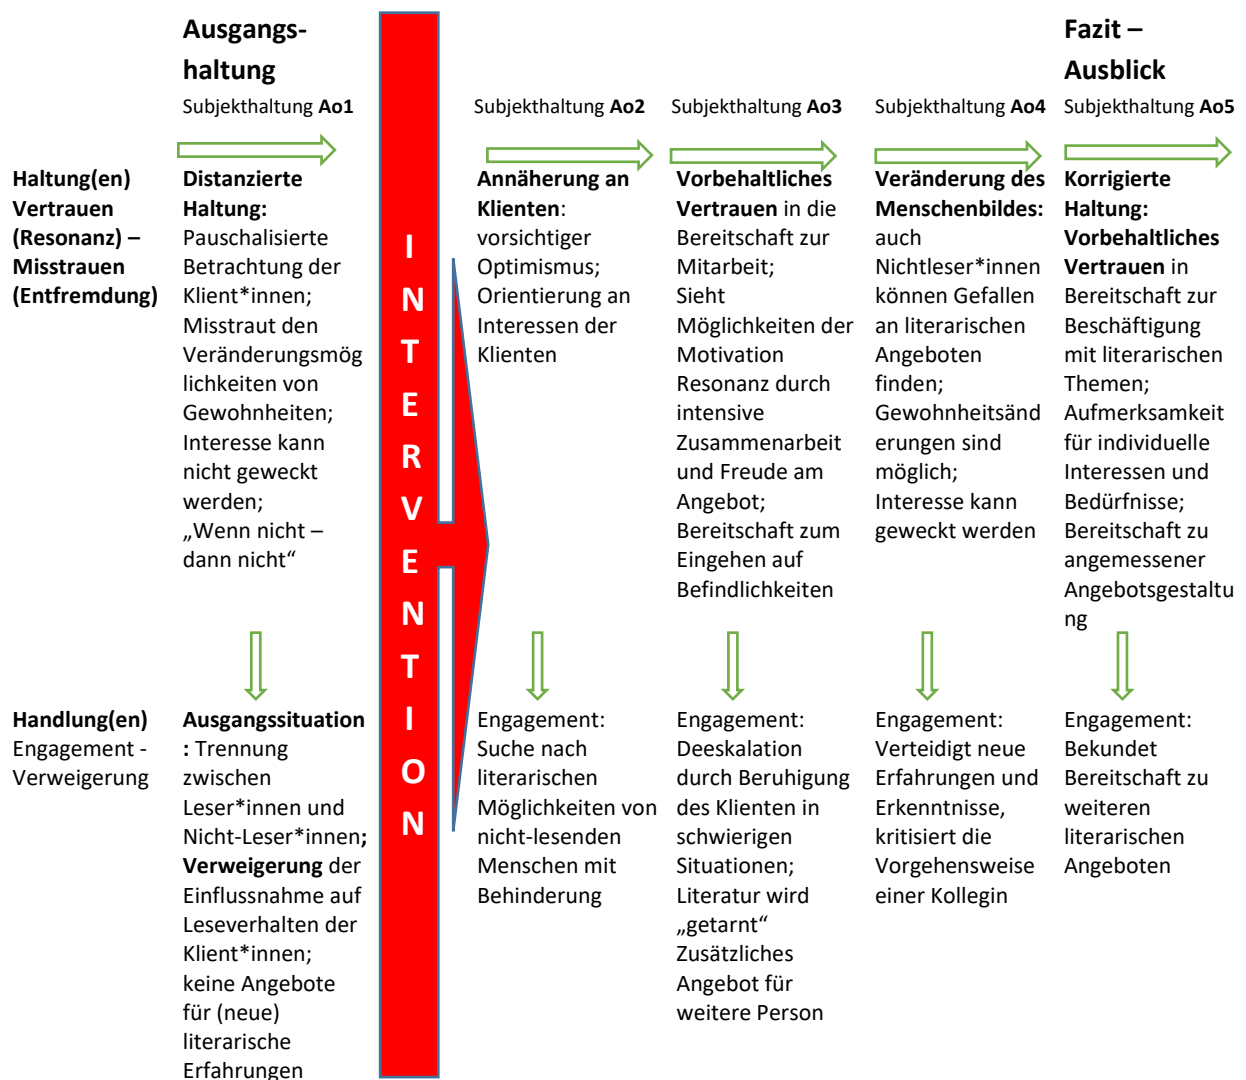 Ausgangs-
haltung
Fazit –
Ausblick
Subjekthaltung Ao1
Subjekthaltung Ao2
Subjekthaltung Ao3
Subjekthaltung Ao4
Subjekthaltung Ao5
Haltung(en)
Vertrauen
(Resonanz) –
Misstrauen
(Entfremdung)
Distanzierte
Haltung:
Pauschalisierte
Betrachtung der
Klient*innen;
Misstraut den
Veränderungsmög
lichkeiten von
Gewohnheiten;
Interesse kann
nicht geweckt
werden;
„Wenn nicht –
dann nicht“
I
N
T
E
R
V
E
N
T
I
O
N
Annäherung an
Klienten:
vorsichtiger
Optimismus;
Orientierung an
Interessen der
Klienten
Vorbehaltliches
Vertrauen in die
Bereitschaft zur
Mitarbeit;
Sieht
Möglichkeiten der
Motivation
Resonanz durch
intensive
Zusammenarbeit
und Freude am
Angebot;
Bereitschaft zum
Eingehen auf
Befindlichkeiten
Veränderung des
Menschenbildes:
auch
Nichtleser*innen
können Gefallen
an literarischen
Angeboten
finden;
Gewohnheitsänd
erungen sind
möglich;
Interesse kann
geweckt werden
Korrigierte
Haltung:
Vorbehaltliches
Vertrauen in
Bereitschaft zur
Beschäftigung
mit literarischen
Themen;
Aufmerksamkeit
für individuelle
Interessen und
Bedürfnisse;
Bereitschaft zu
angemessener
Angebotsgestaltu
ng
Handlung(en)
Engagement -
Verweigerung
Ausgangssituation
: Trennung
zwischen
Leser*innen und
Nicht-Leser*innen;
Verweigerung der
Einflussnahme auf
Leseverhalten der
Klient*innen;
keine Angebote
für (neue)
literarische
Erfahrungen
Engagement:
Suche nach
literarischen
Möglichkeiten von
nicht-lesenden
Menschen mit
Behinderung
Engagement:
Deeskalation
durch Beruhigung
des Klienten in
schwierigen
Situationen;
Literatur wird
„getarnt“
Zusätzliches
Angebot für
weitere Person
Engagement:
Verteidigt neue
Erfahrungen und
Erkenntnisse,
kritisiert die
Vorgehensweise
einer Kollegin
Engagement:
Bekundet
Bereitschaft zu
weiteren
literarischen
Angeboten